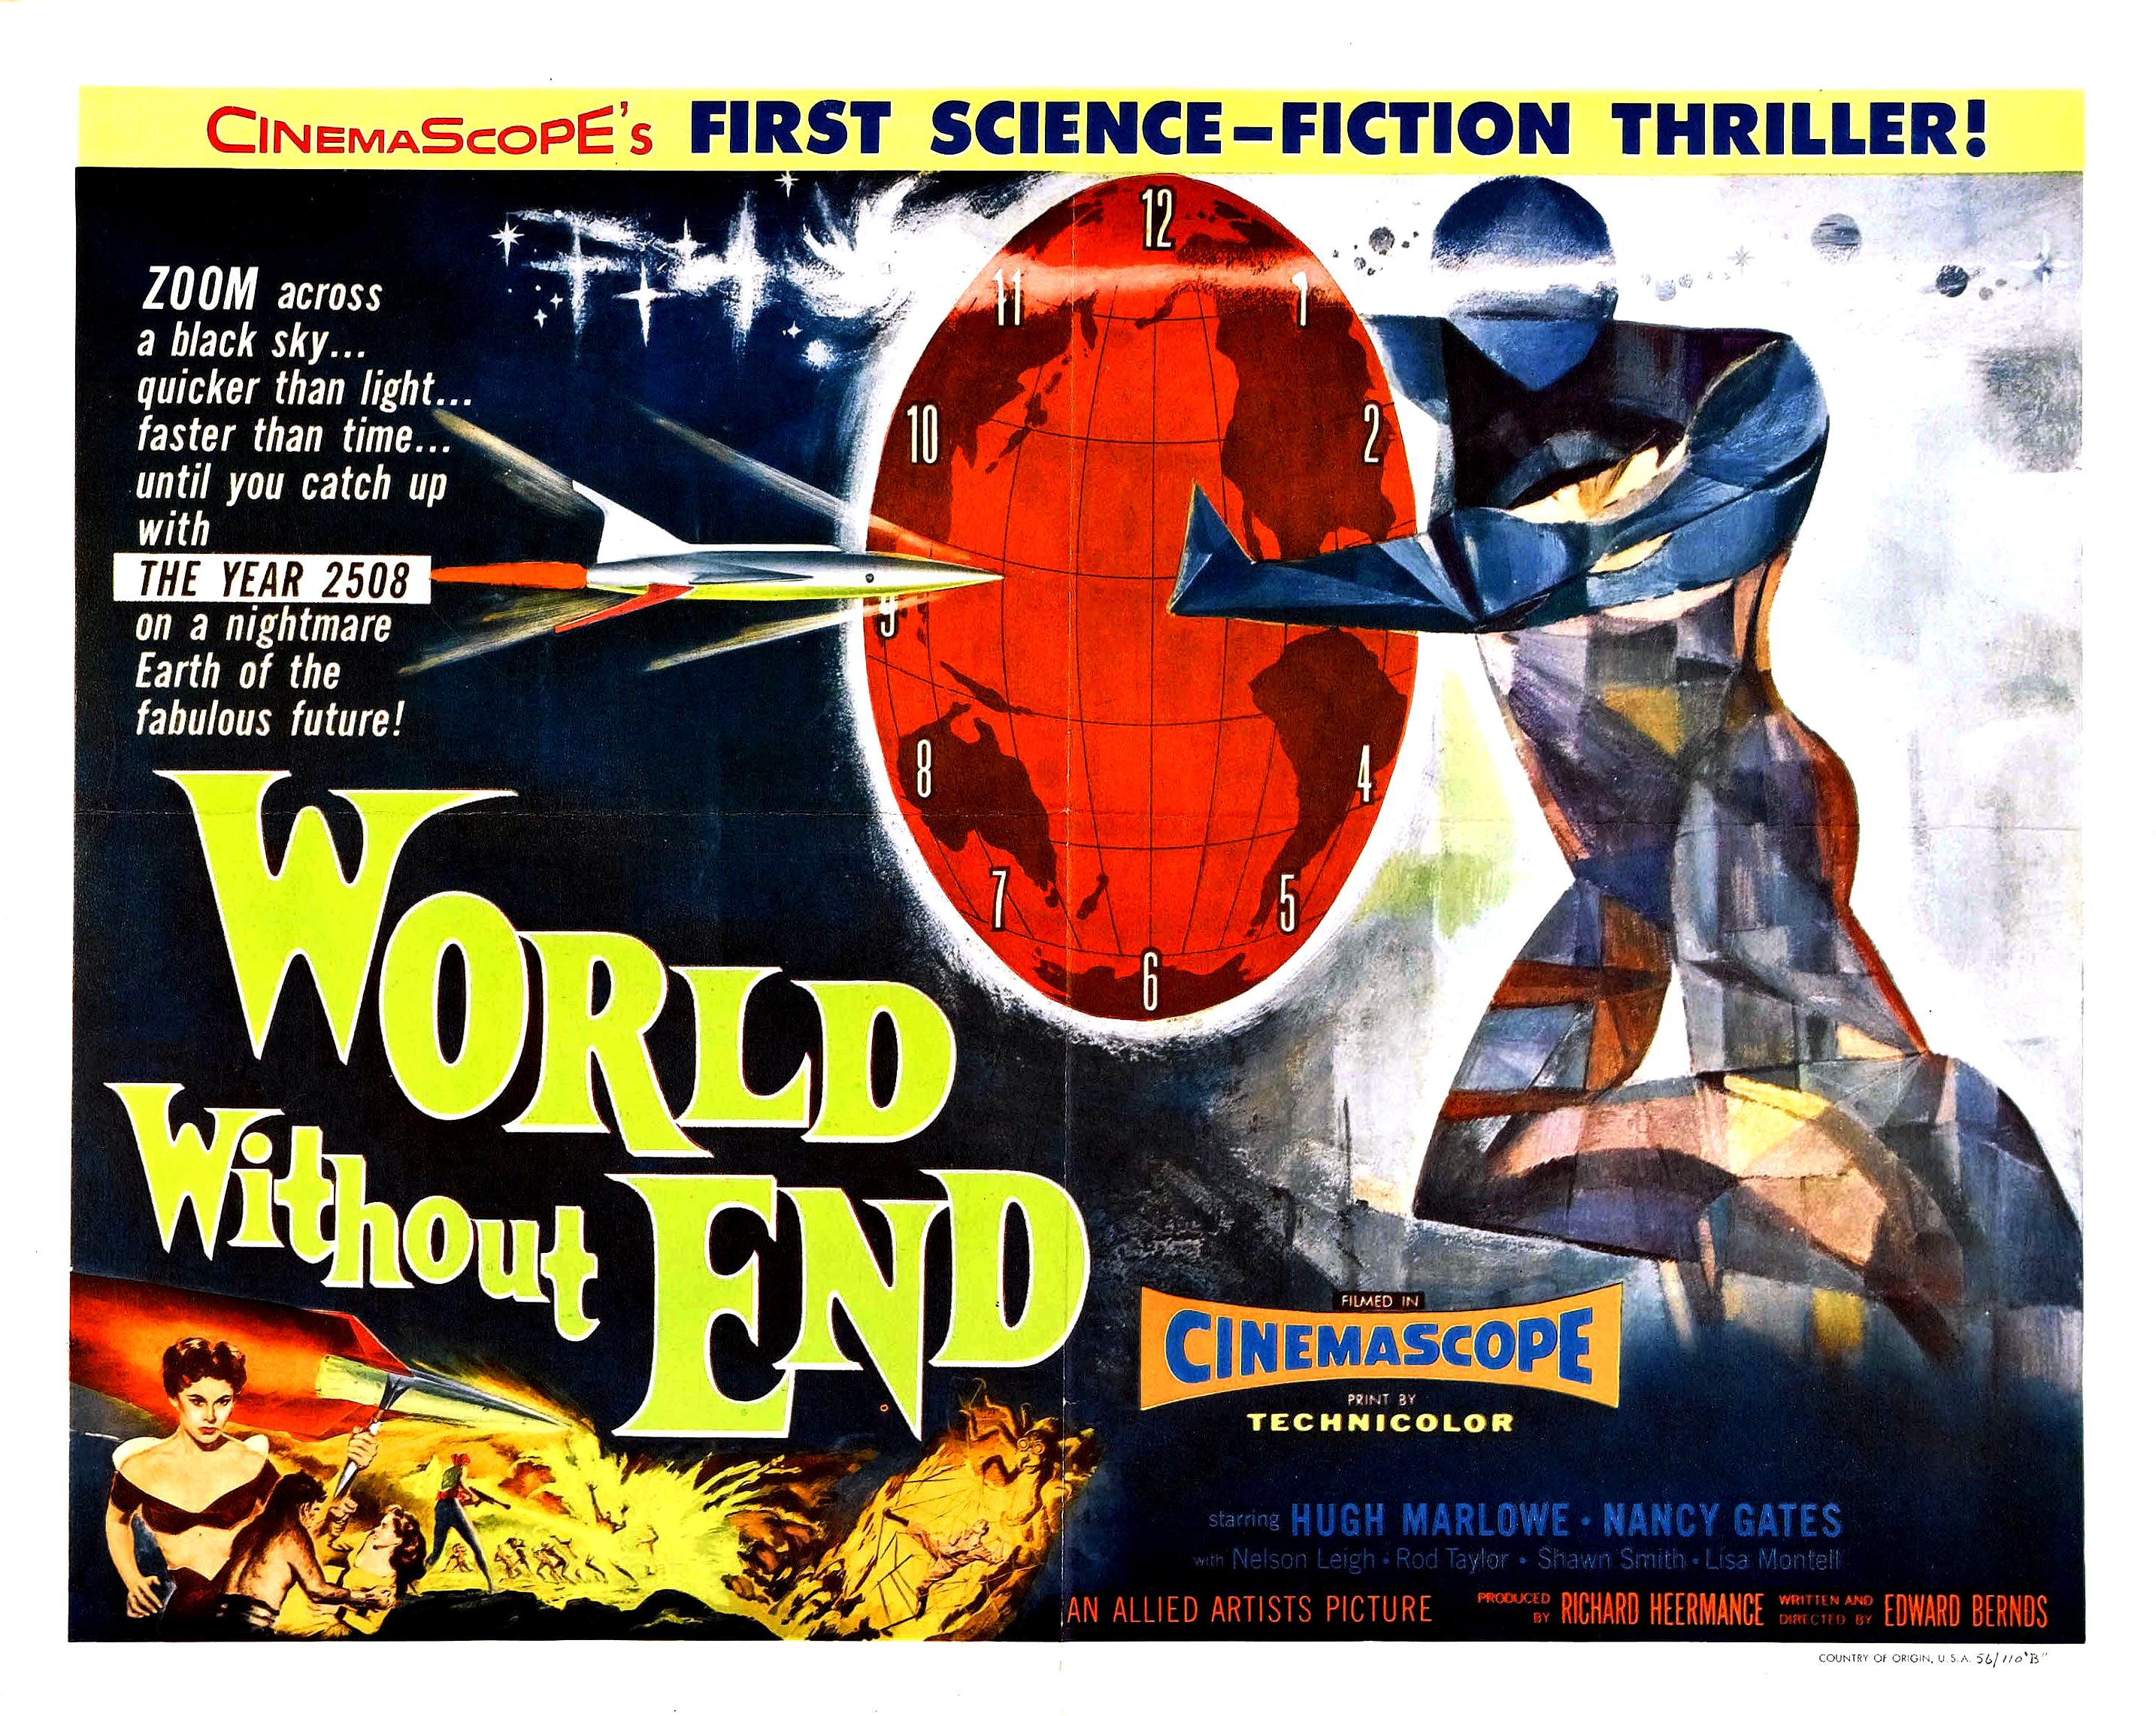 CINEMASCOPE's FIRST SCIENCE-FICTION THRILLER!
ZOOM across
a black sky...
quicker than light...
faster than time...
until you catch up
with
THE YEAR 2508
on a nightmare
Earth of the
fabulous future!
12
11
1
10
2
9
8
4
7
5
6
WORLD
Without END
FILMED IN
CINEMASCOPE
PRINT BY
TECHNICOLOR
starring HUGH MARLOWE • NANCY GATES
with Nelson Leigh • Rod Taylor • Shawn Smith • Lisa Montell
AN ALLIED ARTISTS PICTURE
PRODUCED BY RICHARD HEERMANCE WRITTEN AND DIRECTED BY EDWARD BERNDS
COUNTRY OF ORIGIN, U.S.A. 56/110 "B"